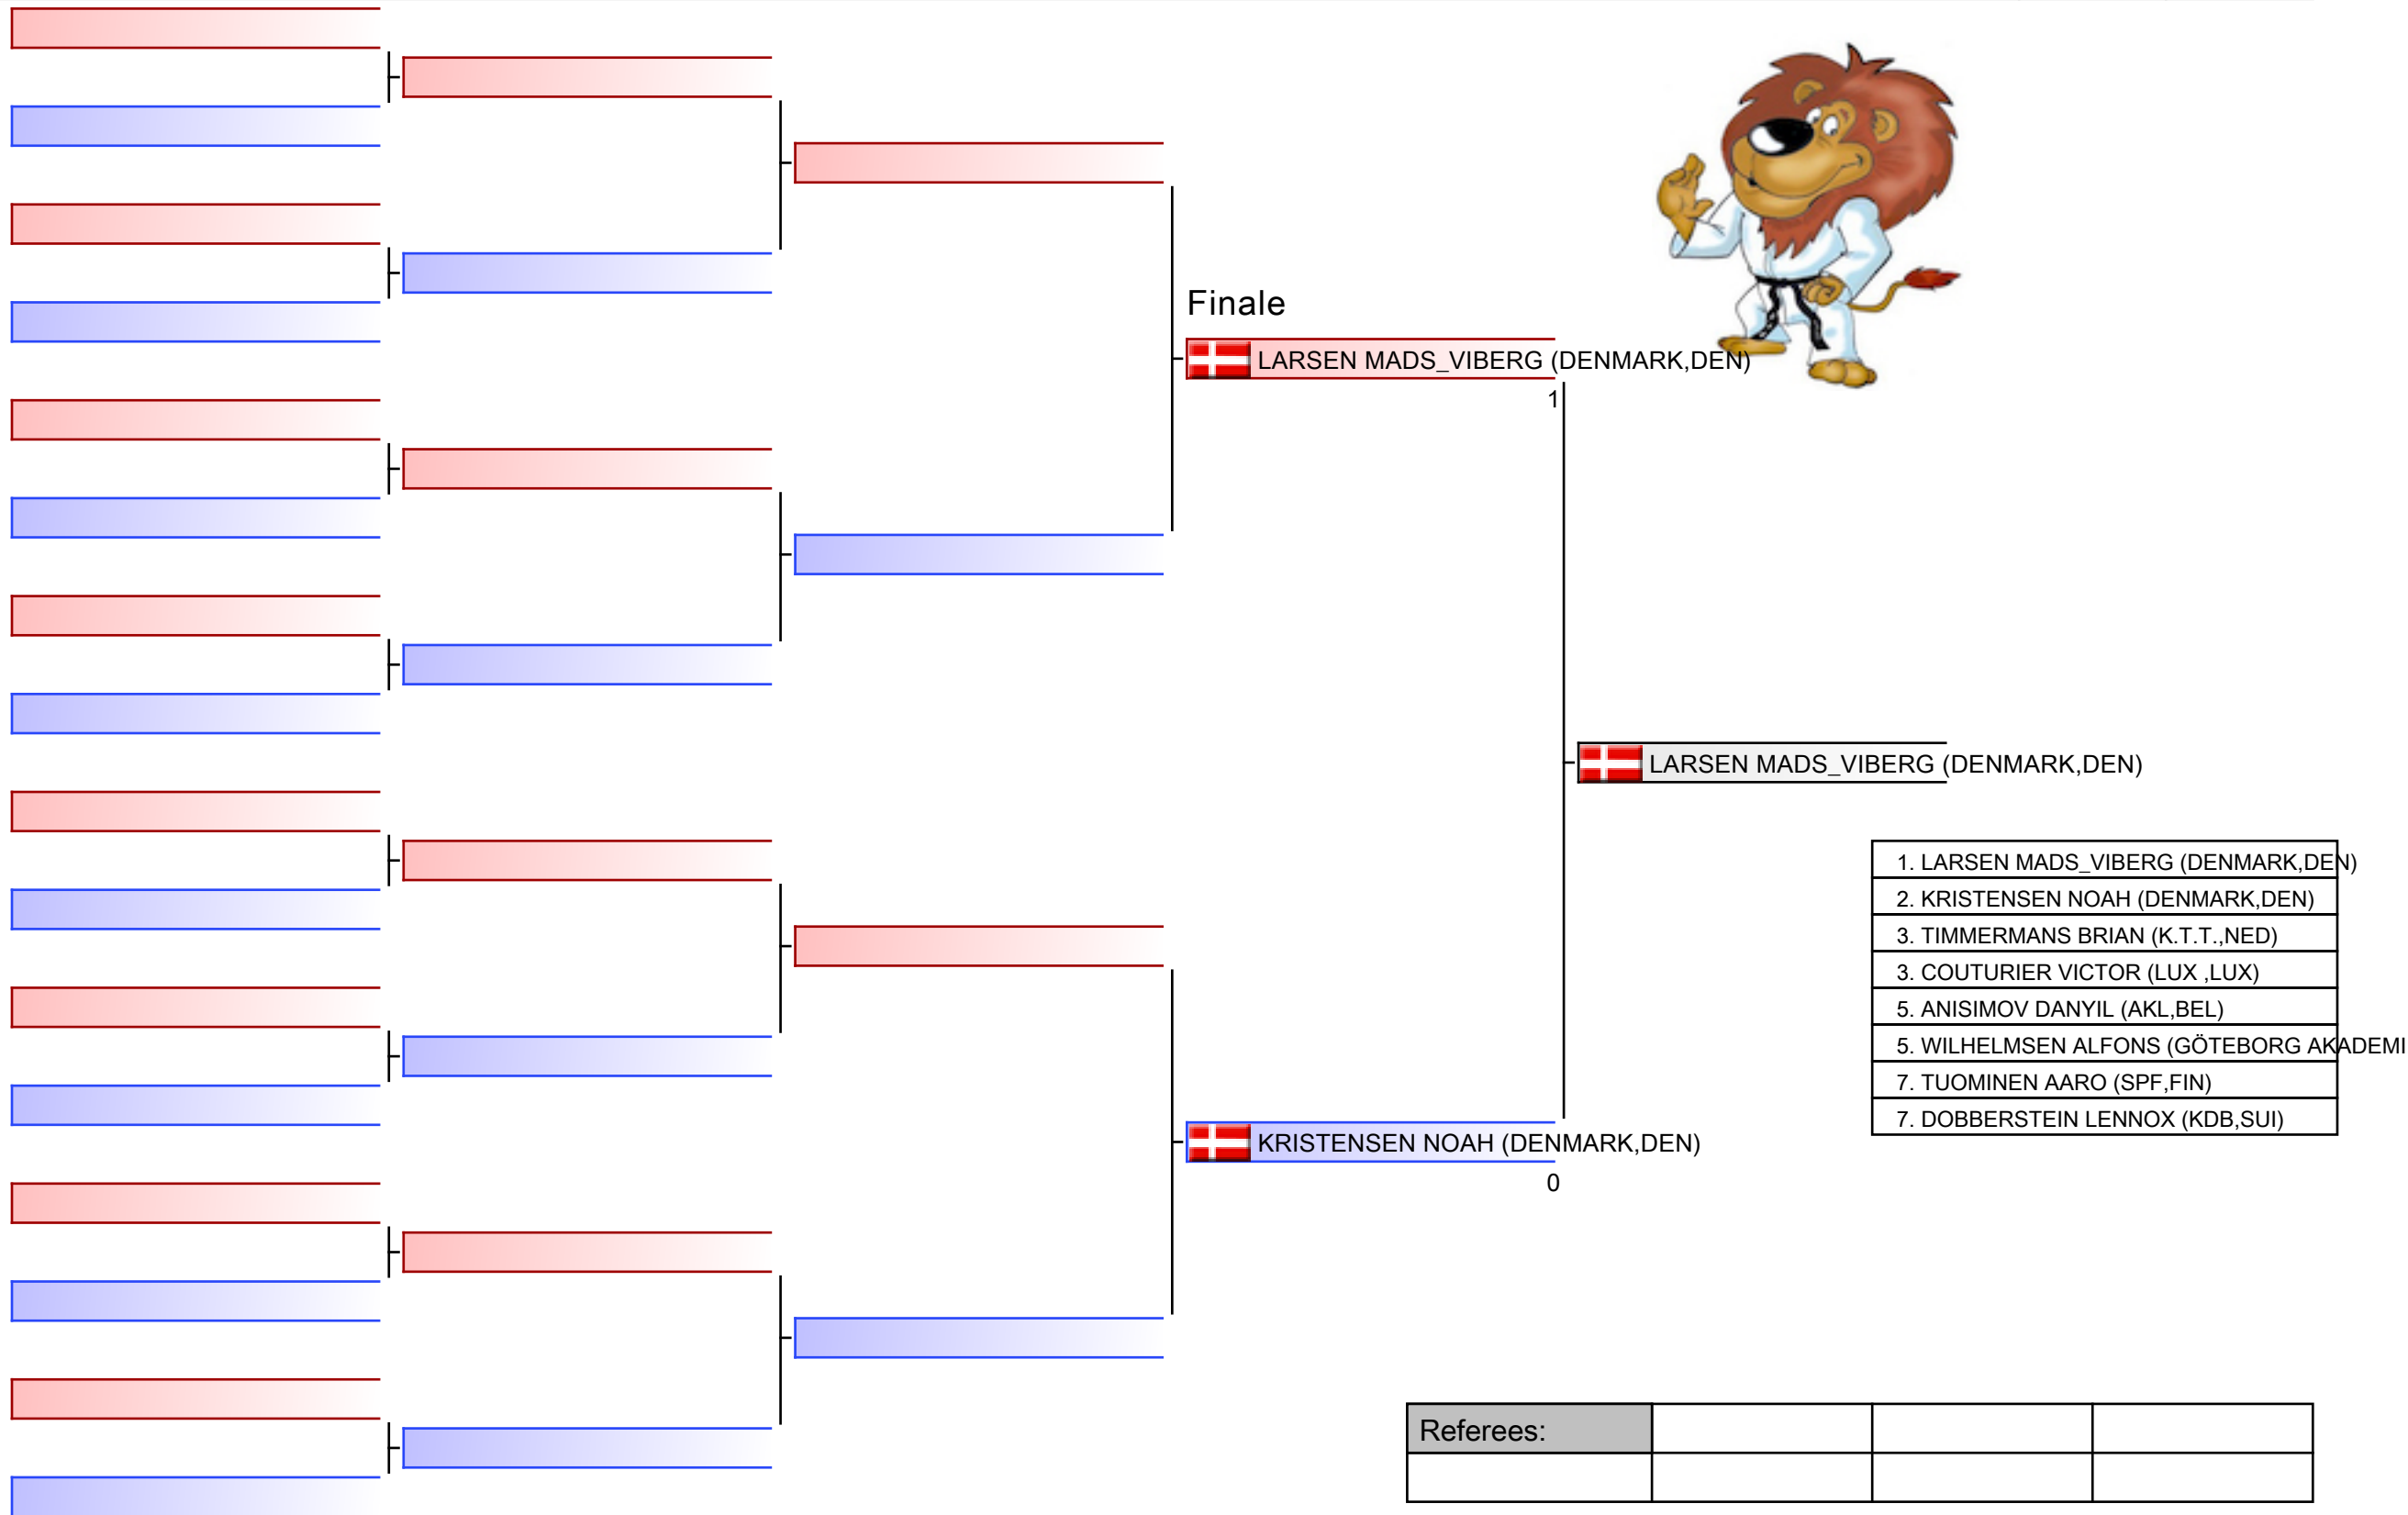 Finale
LARSEN MADS_VIBERG (DENMARK,DEN)
1
LARSEN MADS_VIBERG (DENMARK,DEN)
1. LARSEN MADS_VIBERG (DENMARK,DEN)
2. KRISTENSEN NOAH (DENMARK,DEN)
3. TIMMERMANS BRIAN (K.T.T.,NED)
3. COUTURIER VICTOR (LUX ,LUX)
5. ANISIMOV DANYIL (AKL,BEL)
5. WILHELMSEN ALFONS (GÖTEBORG AKADEMI
7. TUOMINEN AARO (SPF,FIN)
7. DOBBERSTEIN LENNOX (KDB,SUI)
KRISTENSEN NOAH (DENMARK,DEN)
0
Referees: